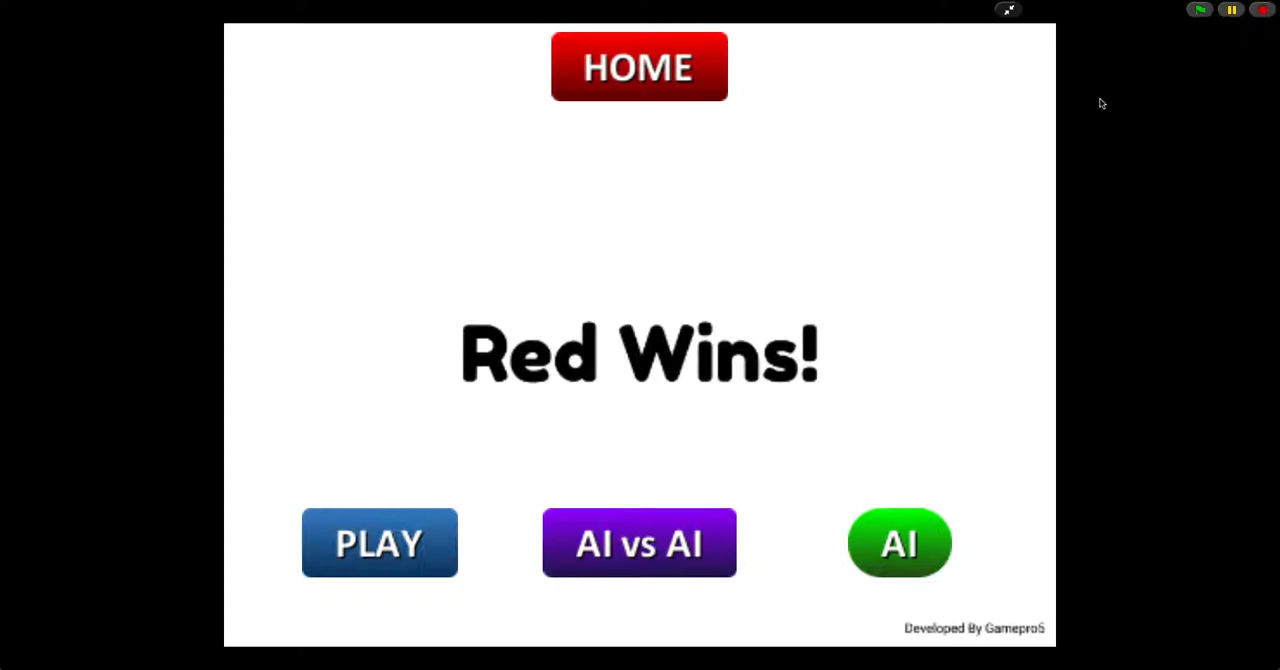 HOME
Red Wins!
PLAY
AI vs AI
AI
Developed By Gamepro5